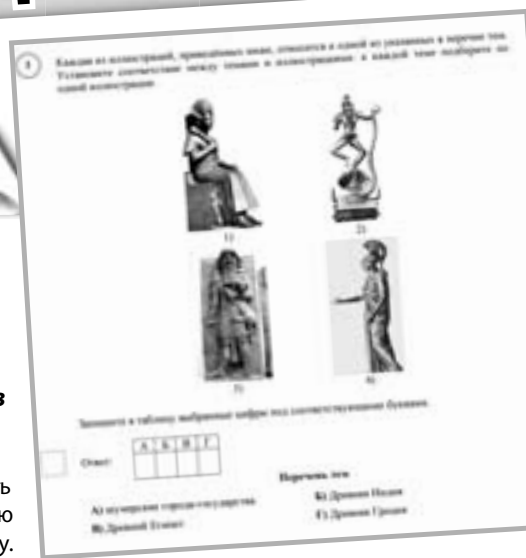 1
Каждая из иллюстраций, приведённых ниже, относится к одной из указанных в перечне тем.
Установите соответствие между темами и иллюстрациями: к каждой теме подберите по
одной иллюстрации.
1)
2)
3)
4)
Запишите в таблицу выбранные цифры под соответствующими буквами.
Ответ:
А Б В Г
Перечень тем
А) шумерские города-государства
Б) Древняя Индия
В) Древний Египет
Г) Древняя Греция
в
ь
ю
у.